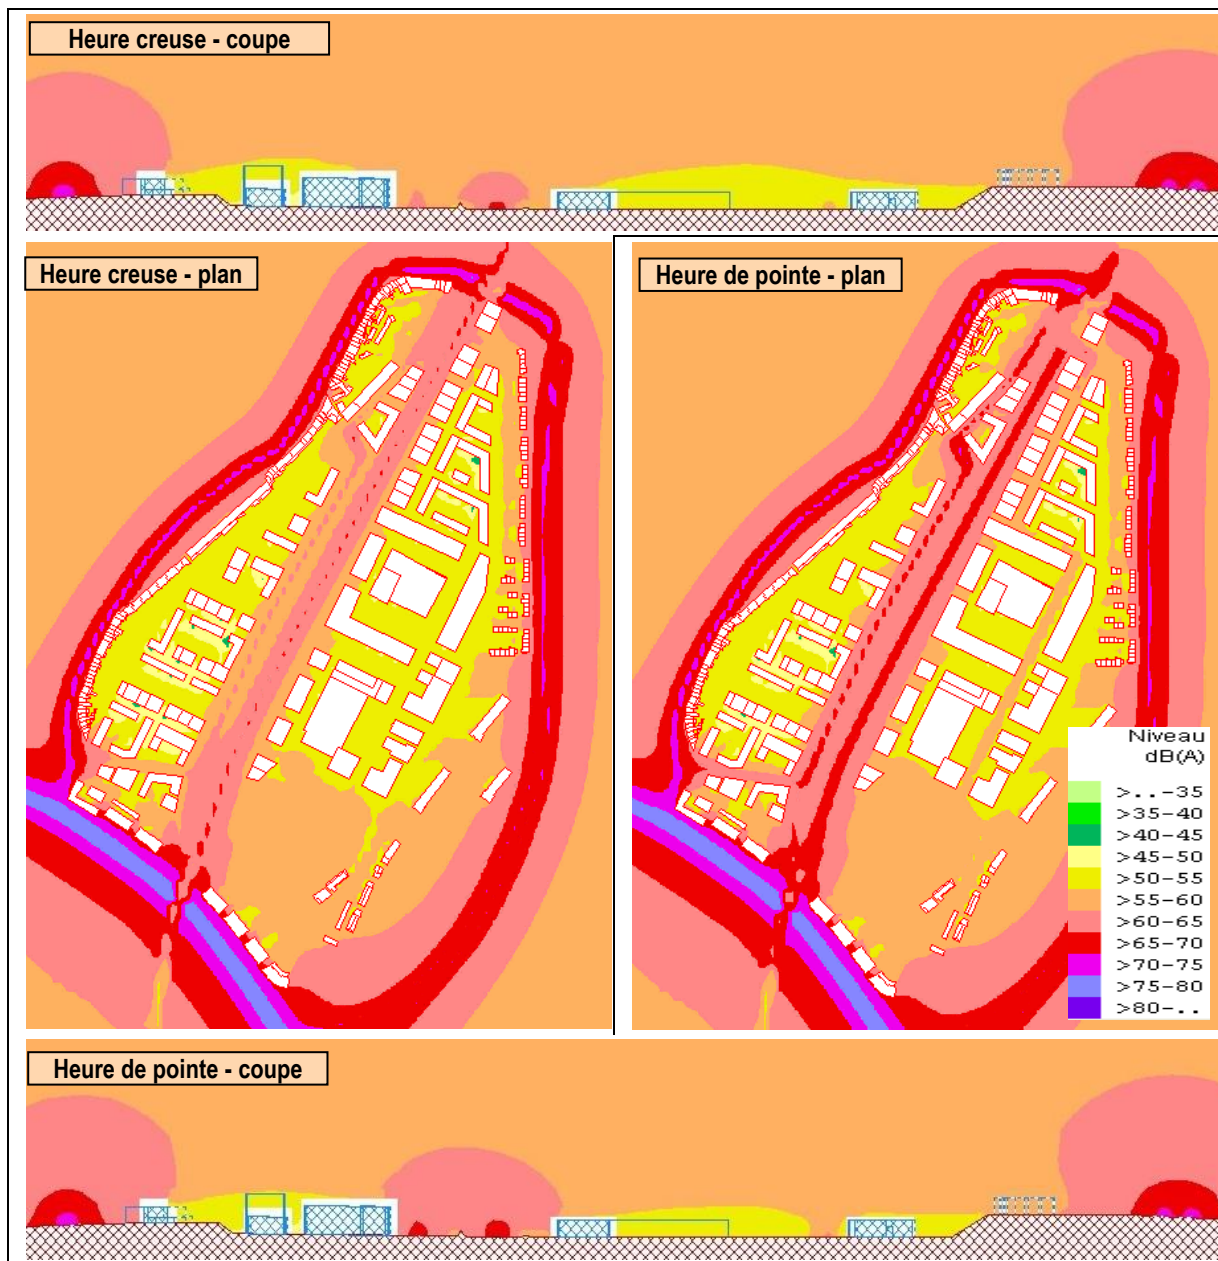 Heure creuse - coupe
Heure creuse - plan
Heure de pointe - plan
Niveau
dB(A)
>..-35
>35-40
>40-45
>45-50
>50-55
>55-60
>60-65
>65-70
>70-75
>75-80
>80-..
Heure de pointe - coupe